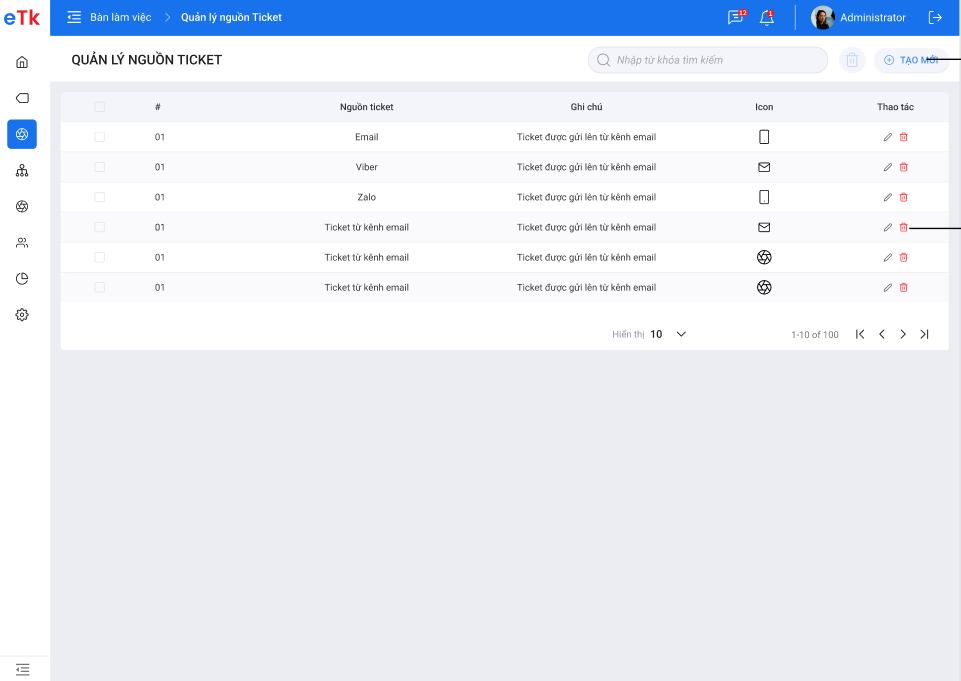 eTk
Bàn làm việc > Quản lý nguồn Ticket 12 1 Administrator
QUẢN LÝ NGUỒN TICKET Nhập từ khóa tìm kiếm TẠO MỚI
# Nguồn ticket Ghi chú Icon Thao tác
01 Email Ticket được gửi lên từ kênh email
01 Viber Ticket được gửi lên từ kênh email
01 Zalo Ticket được gửi lên từ kênh email
01 Ticket từ kênh email Ticket được gửi lên từ kênh email
01 Ticket từ kênh email Ticket được gửi lên từ kênh email
01 Ticket từ kênh email Ticket được gửi lên từ kênh email
Hiển thị 10 1-10 of 100